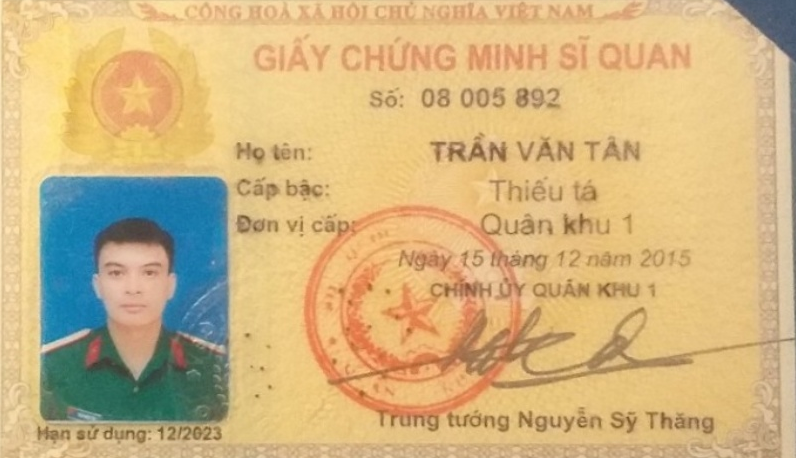 CỘNG HOÀ XÃ HỘI CHỦ NGHĨA VIỆT NAM
GIẤY CHỨNG MINH SĨ QUAN
Số: 08 005 892
Họ tên: TRẦN VĂN TÂN
Cấp bậc: Thiếu tá
Đơn vị cấp: Quân khu 1
Ngày 15 tháng 12 năm 2015
CHÍNH ỦY QUÂN KHU 1
Trung tướng Nguyễn Sỹ Thăng
Hạn sử dụng: 12/2023